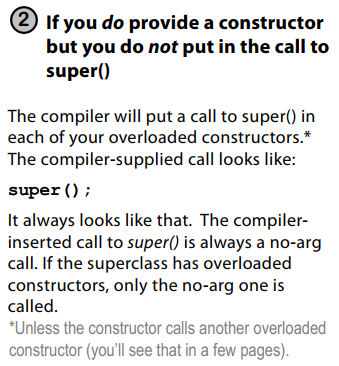 2 If you do provide a constructor
but you do not put in the call to
super()
The compiler will put a call to super() in
each of your overloaded constructors.*
The compiler-supplied call looks like:
super();
It always looks like that.  The compiler-
inserted call to super() is always a no-arg
call. If the superclass has overloaded
constructors, only the no-arg one is
called.
*Unless the constructor calls another overloaded
constructor (you'll see that in a few pages).